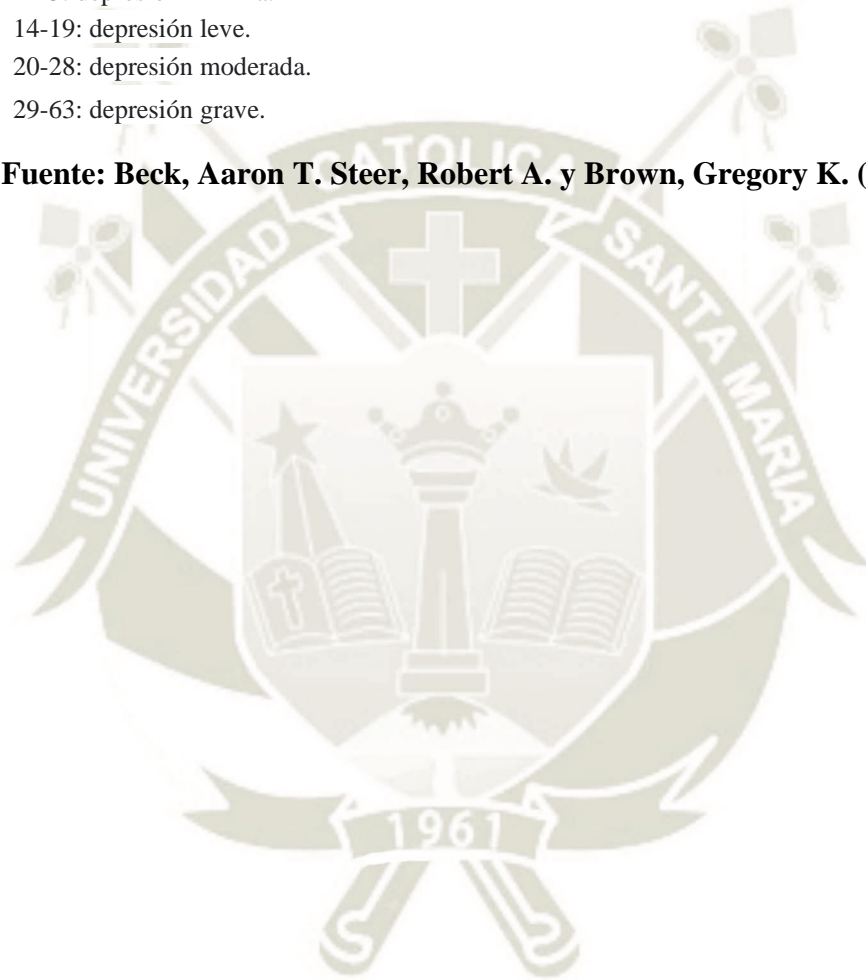 14-19: depresión leve.
20-28: depresión moderada.
29-63: depresión grave.
Fuente: Beck, Aaron T. Steer, Robert A. y Brown, Gregory K. (
UNIVERSIDAD CATOLICA SANTA MARIA
1961